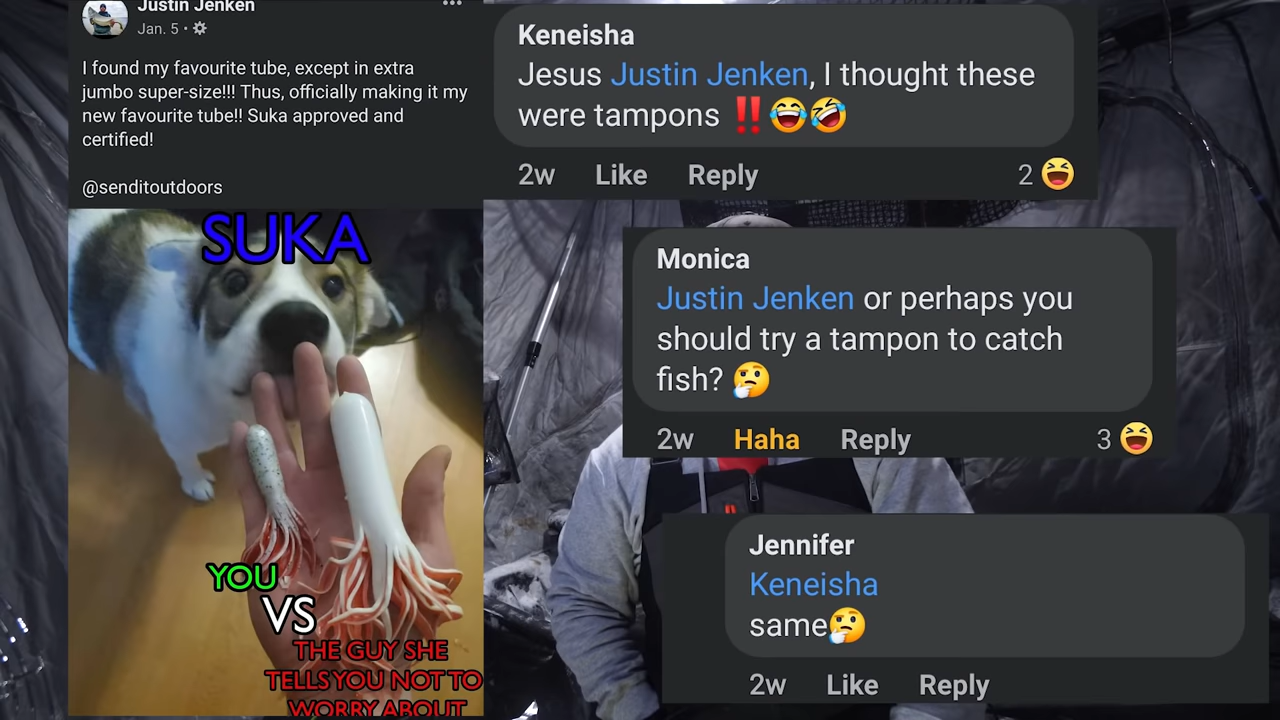 Justin Jenken
Jan. 5 •
I found my favourite tube, except in extra
jumbo super-size!!! Thus, officially making it my
new favourite tube!! Suka approved and
certified!
@senditoutdoors
SUKA
YOU
VS
THE GUY SHE
TELLS YOU NOT TO
WORRY ABOUT
Keneisha
Jesus Justin Jenken, I thought these
were tampons ‼️😂🤣
2w Like Reply 2 😆
Monica
Justin Jenken or perhaps you
should try a tampon to catch
fish? 🤔
2w Haha Reply 3 😆
Jennifer
Keneisha
same🤔
2w Like Reply